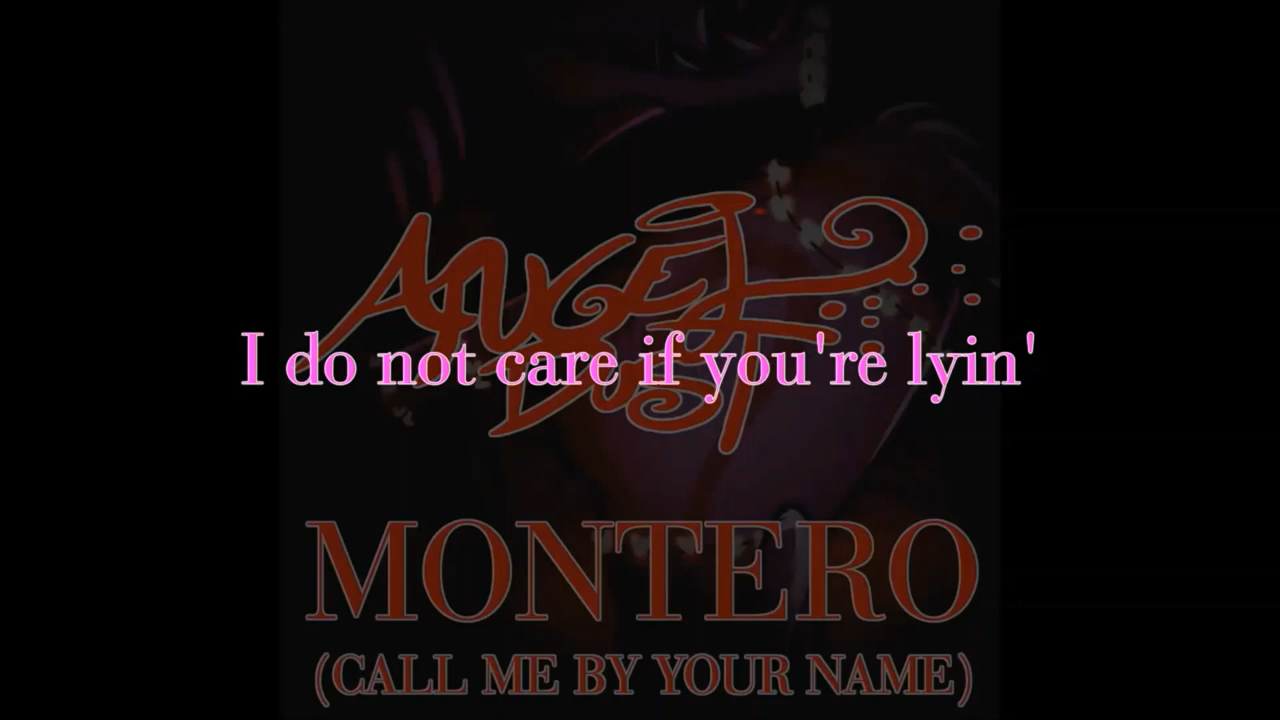 ANGEL
I do not care if you're lyin'
DUST
MONTERO
(CALL ME BY YOUR NAME)